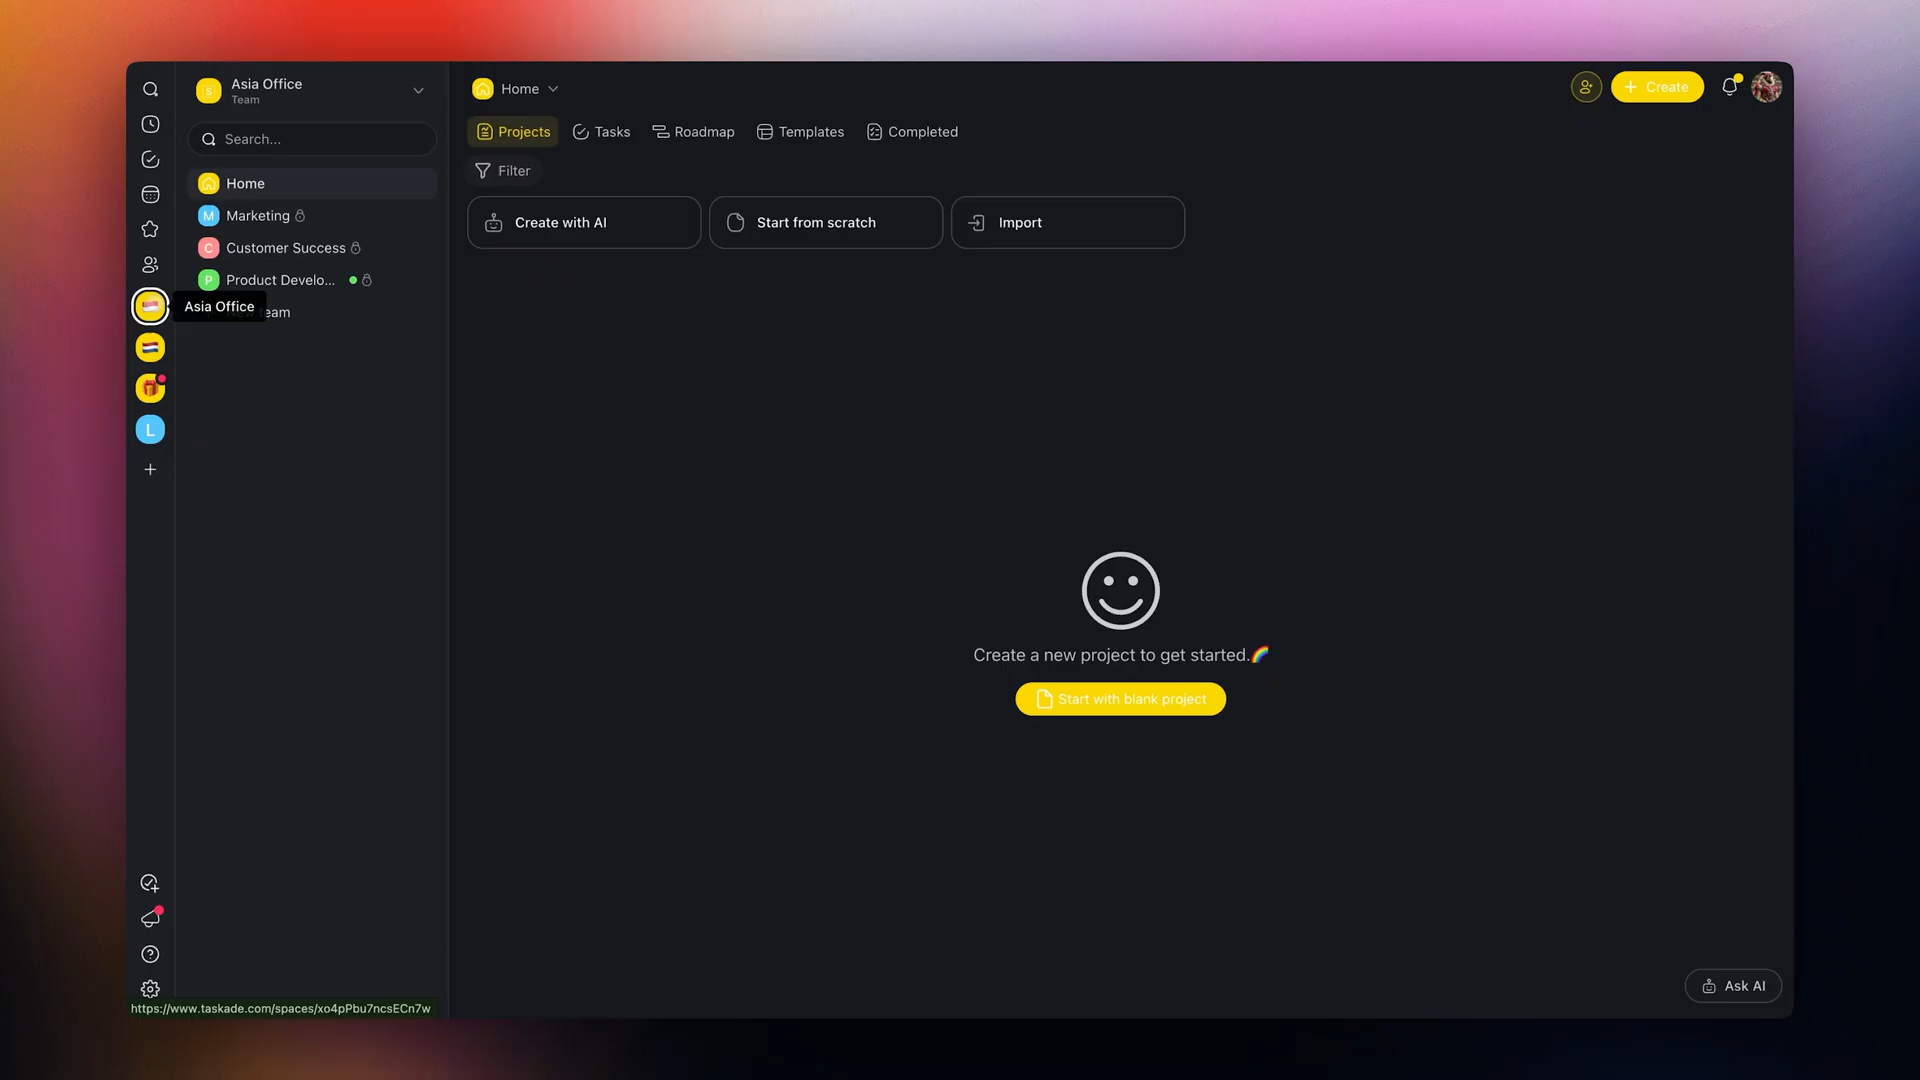 Asia Office
Team
S
Search...
Home
M Marketing
C Customer Success
P Product Develo...
Asia Office
team
L
Home
Create
Projects
Tasks
Roadmap
Templates
Completed
Filter
Create with AI
Start from scratch
Import
Create a new project to get started.🌈
Start with blank project
Ask AI
https://www.taskade.com/spaces/xo4pPbu7ncsECn7w